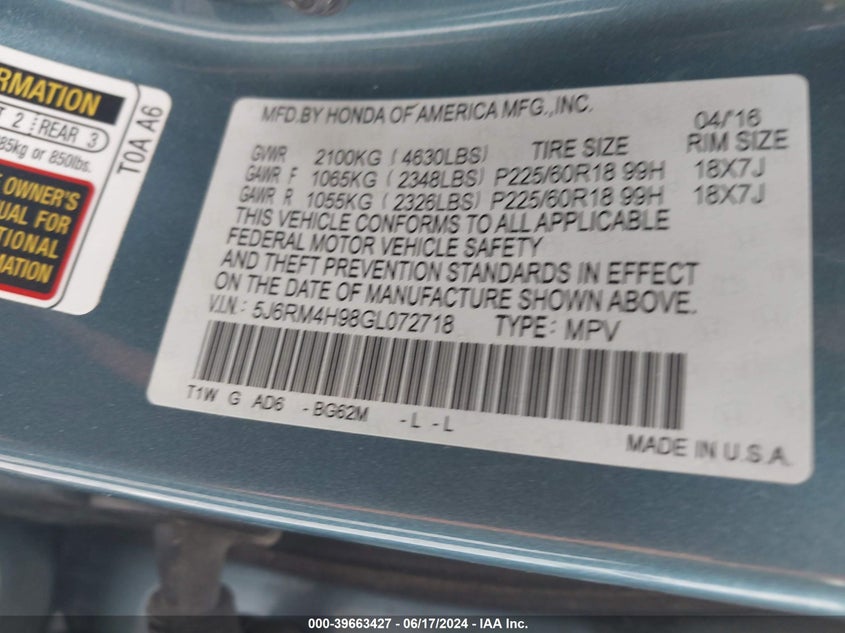 ORMATION
T 2 REAR 3
85kg or 850lbs.
E OWNER'S
UAL FOR
TIONAL
MATION
T0A A6
MFD.BY HONDA OF AMERICA MFG.,INC. 04/'16
GVWR 2100KG (4630LBS) TIRE SIZE RIM SIZE
GAWR F 1065KG (2348LBS) P225/60R18 99H 18X7J
GAWR R 1055KG (2326LBS) P225/60R18 99H 18X7J
THIS VEHICLE CONFORMS TO ALL APPLICABLE
FEDERAL MOTOR VEHICLE SAFETY
AND THEFT PREVENTION STANDARDS IN EFFECT
ON THE DATE OF MANUFACTURE SHOWN ABOVE.
V.I.N.: 5J6RM4H98GL072718 TYPE: MPV
T1W G AD6 -BG62M -L -L
MADE IN U.S.A.
000-39663427 - 06/17/2024 - IAA Inc.